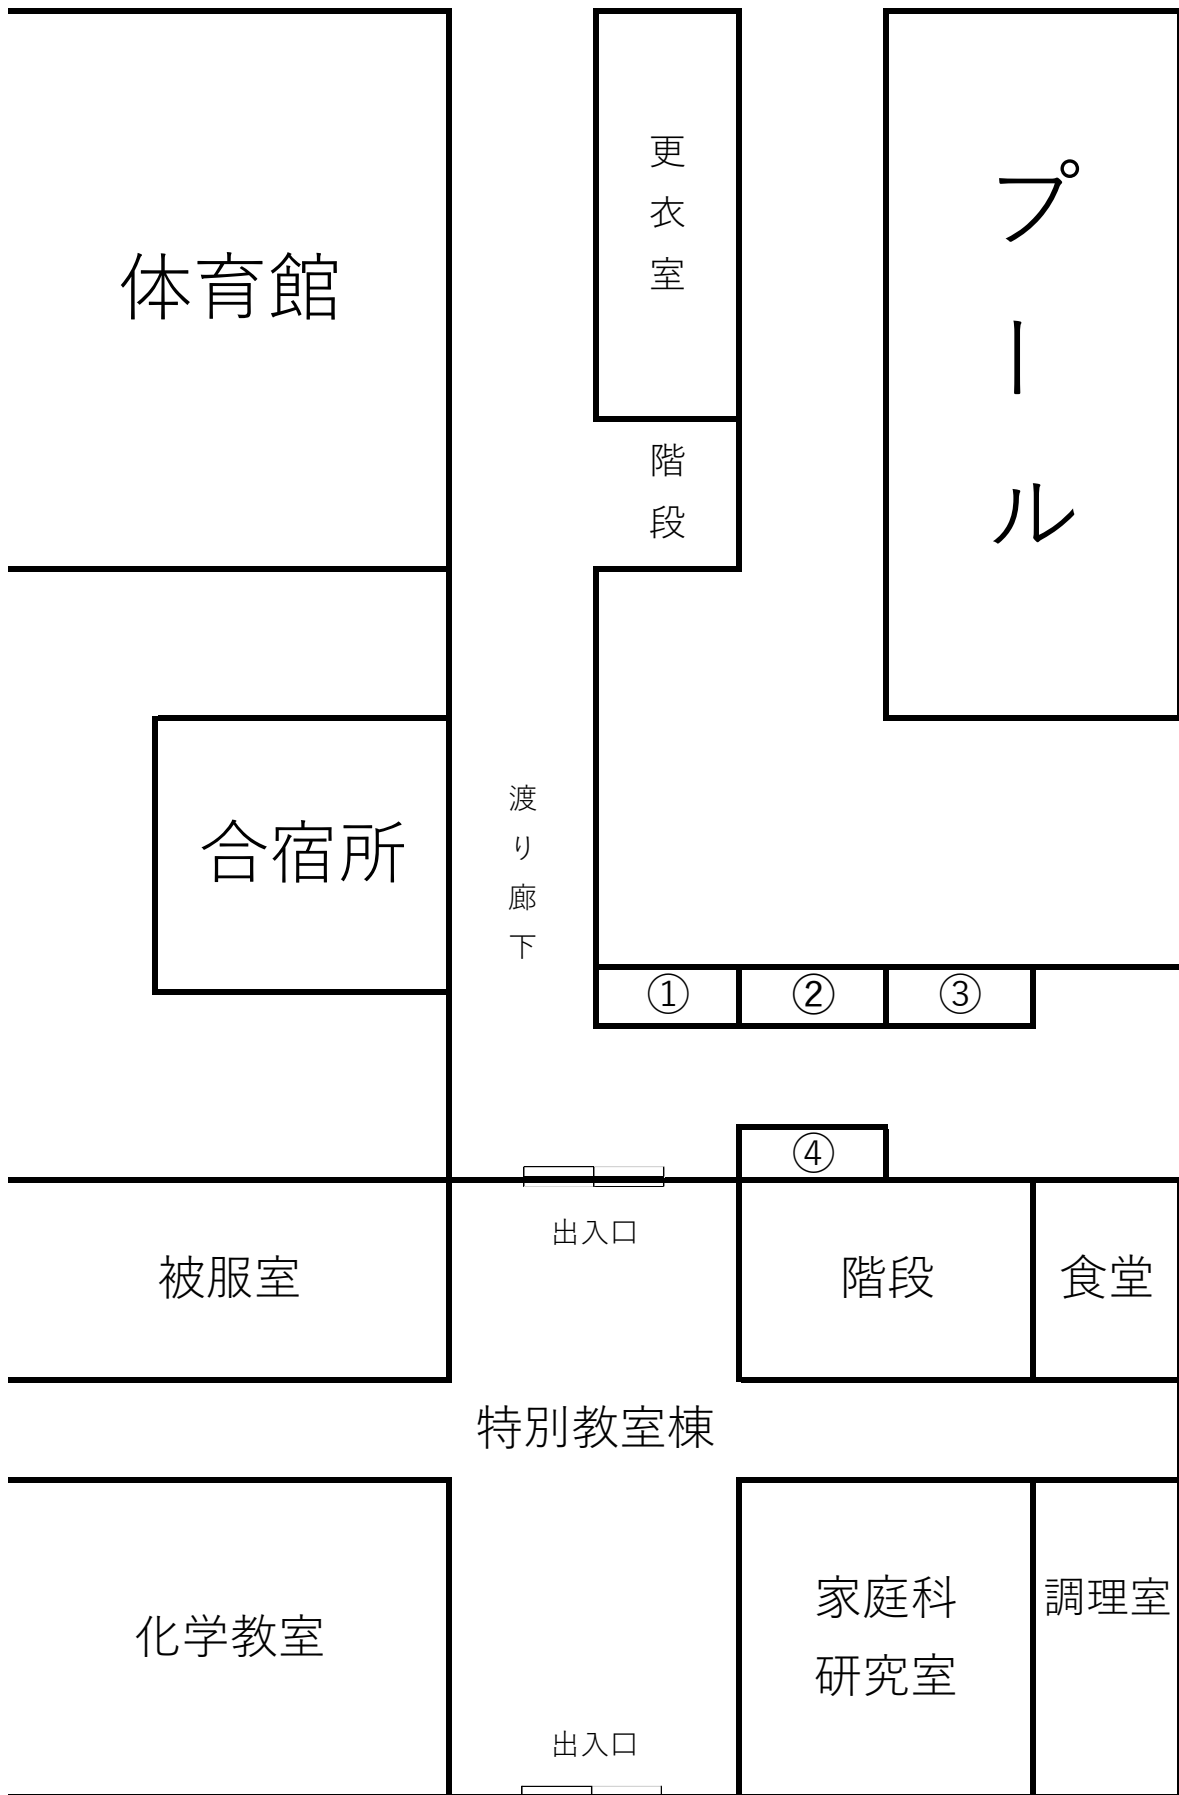 体育館
更衣室
プール
階段
合宿所
渡り廊下
①
②
③
④
出入口
被服室
階段
食堂
特別教室棟
化学教室
家庭科
研究室
調理室
出入口